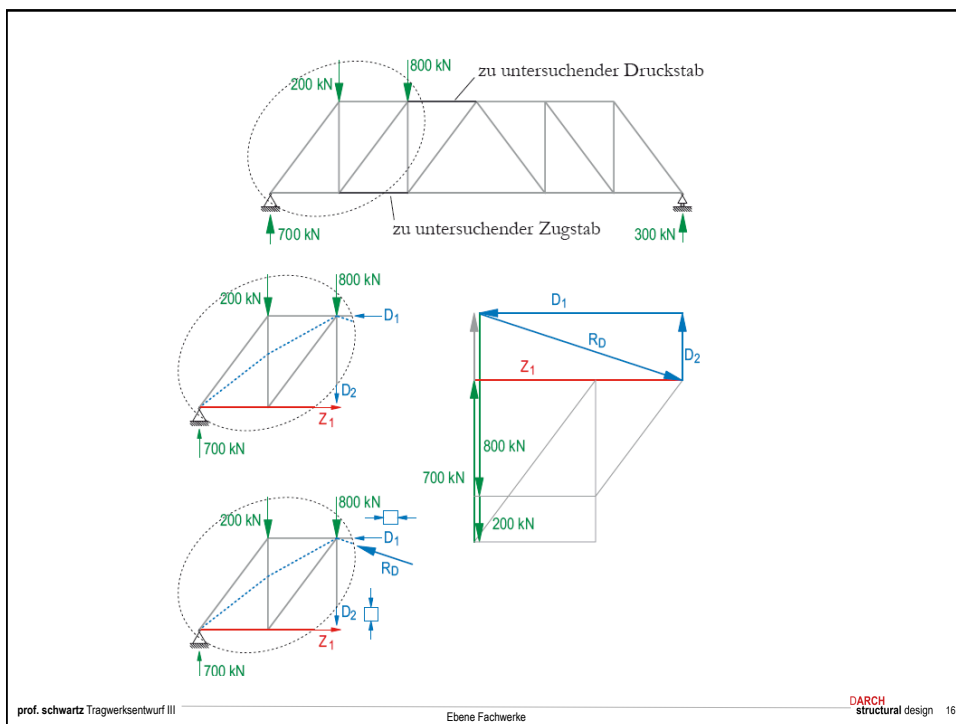 800 kN
200 kN
zu untersuchender Druckstab
700 kN
zu untersuchender Zugstab
300 kN
800 kN
200 kN
D1
D2
Z1
700 kN
D1
RD
D2
Z1
800 kN
700 kN
200 kN
800 kN
200 kN
D1
RD
D2
Z1
700 kN
prof. schwartz Tragwerksentwurf III
Ebene Fachwerke
DARCH
structural design 16